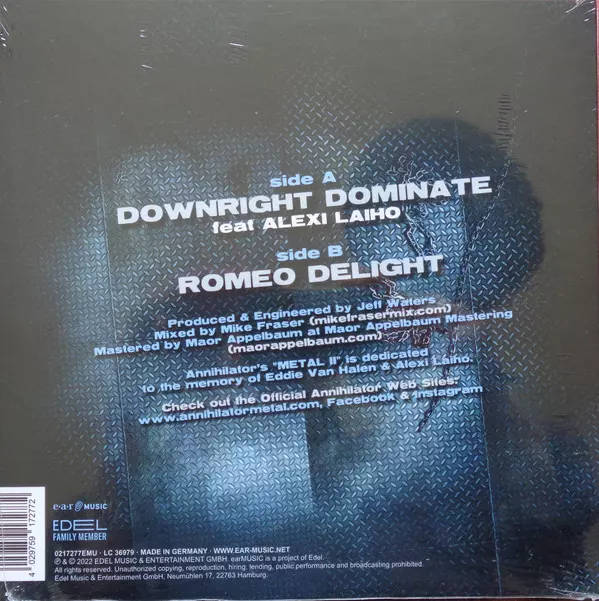 side A
DOWNRIGHT DOMINATE
feat ALEXI LAIHO
side B
ROMEO DELIGHT
Produced & Engineered by Jeff Waters
Mixed by Mike Fraser (mikefrasermix.com)
Mastered by Maor Appelbaum at Maor Appelbaum Mastering
(maorappelbaum.com)
Annihilator's "METAL II" is dedicated
to the memory of Eddie Van Halen & Alexi Laiho.
Check out the Official Annihilator Web Sites:
www.annihilatormetal.com, Facebook & Instagram
4 029759 172772
e·a·r MUSIC
EDEL
FAMILY MEMBER
0217277EMU · LC 36979 · MADE IN GERMANY · WWW.EAR-MUSIC.NET
℗ & © 2022 EDEL MUSIC & ENTERTAINMENT GMBH. earMUSIC is a project of Edel.
All rights reserved. Unauthorized copying, reproduction, hiring, lending, public performance and broadcasting prohibited.
Edel Music & Entertainment GmbH, Neumühlen 17, 22763 Hamburg.